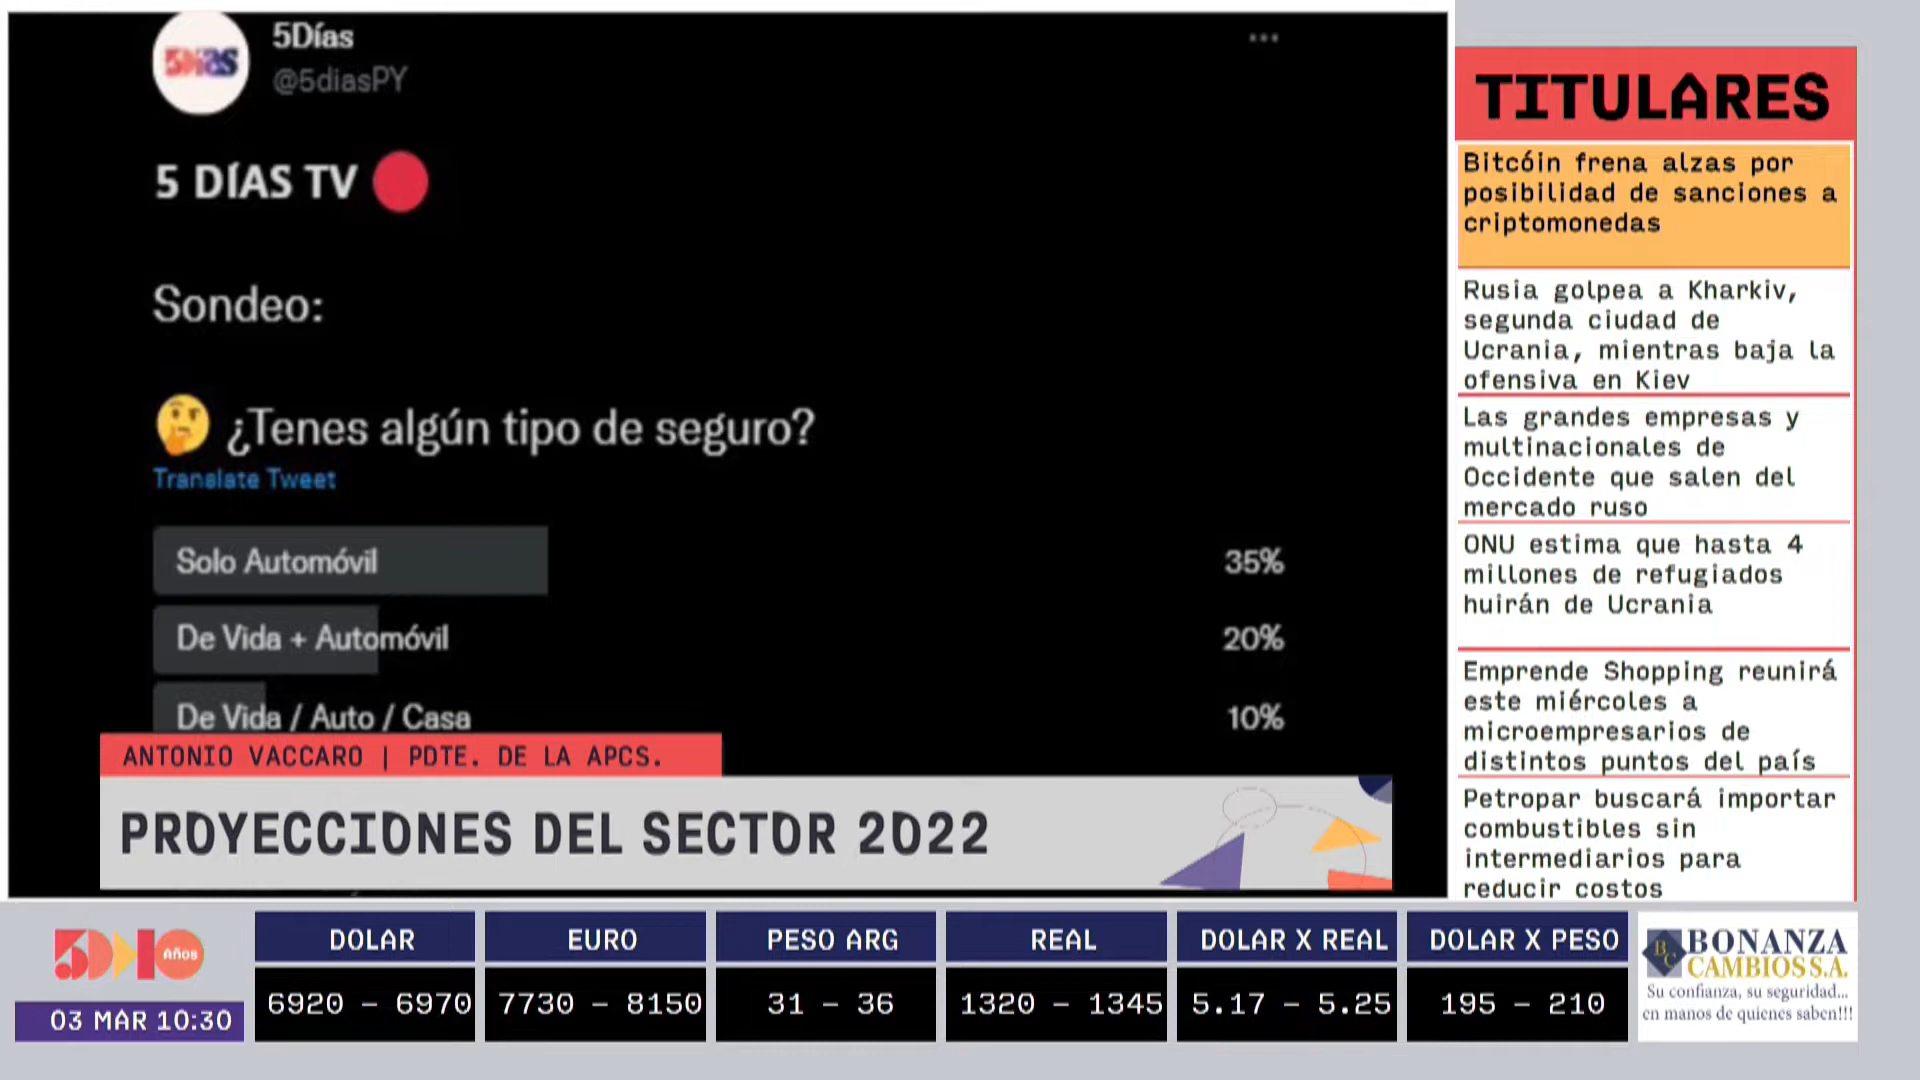 5Días
5Días
@5diasPY
5 DÍAS TV
Sondeo:
¿Tenes algún tipo de seguro?
Translate Tweet
Solo Automóvil 35%
De Vida + Automóvil 20%
De Vida / Auto / Casa 10%
ANTONIO VACCARO | PDTE. DE LA APCS.
PROYECCIONES DEL SECTOR 2022
TITULARES
Bitcóin frena alzas por
posibilidad de sanciones a
criptomonedas
Rusia golpea a Kharkiv,
segunda ciudad de
Ucrania, mientras baja la
ofensiva en Kiev
Las grandes empresas y
multinacionales de
Occidente que salen del
mercado ruso
ONU estima que hasta 4
millones de refugiados
huirán de Ucrania
Emprende Shopping reunirá
este miércoles a
microempresarios de
distintos puntos del país
Petropar buscará importar
combustibles sin
intermediarios para
reducir costos
5D 10 Años
03 MAR 10:30
DOLAR
6920 - 6970
EURO
7730 - 8150
PESO ARG
31 - 36
REAL
1320 - 1345
DOLAR X REAL
5.17 - 5.25
DOLAR X PESO
195 - 210
BC BONANZA
CAMBIOS S.A.
Su confianza, su seguridad...
en manos de quienes saben!!!